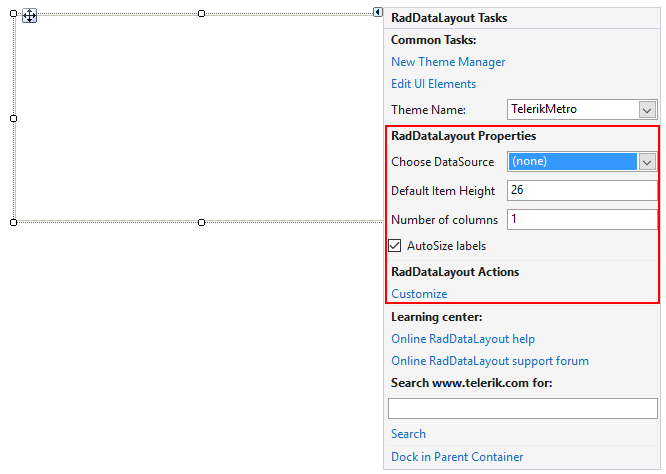 RadDataLayout Tasks
Common Tasks:
New Theme Manager
Edit UI Elements
Theme Name: TelerikMetro
RadDataLayout Properties
Choose DataSource (none)
Default Item Height 26
Number of columns 1
AutoSize labels
RadDataLayout Actions
Customize
Learning center:
Online RadDataLayout help
Online RadDataLayout support forum
Search www.telerik.com for:
Search
Dock in Parent Container